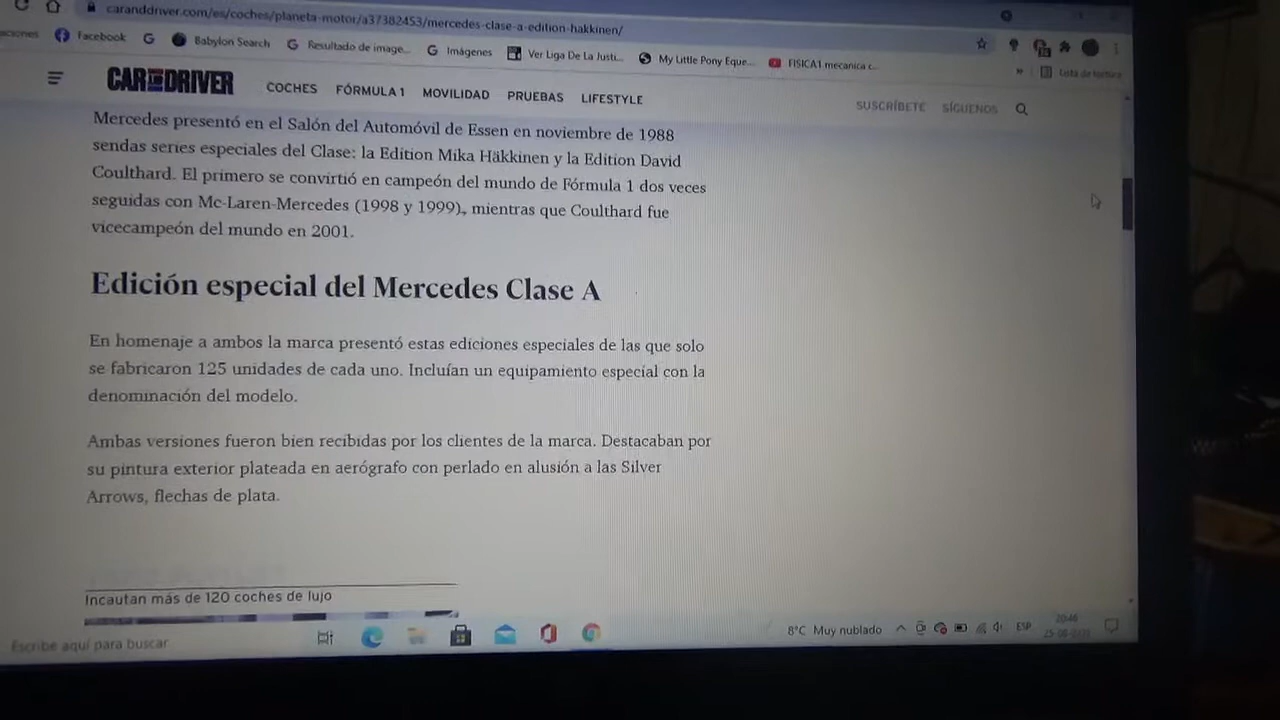 caranddriver.com/es/coches/planeta-motor/a37382453/mercedes-clase-a-edition-hakkinen/
Facebook
Babylon Search
Resultado de image...
Imágenes
Ver Liga De La Justi...
My Little Pony Eque...
FISICA1 mecanica c...
»
Lista de lectura
CAR AND DRIVER
COCHES
FÓRMULA 1
MOVILIDAD
PRUEBAS
LIFESTYLE
SUSCRÍBETE
SÍGUENOS
Mercedes presentó en el Salón del Automóvil de Essen en noviembre de 1988
sendas series especiales del Clase: la Edition Mika Häkkinen y la Edition David
Coulthard. El primero se convirtió en campeón del mundo de Fórmula 1 dos veces
seguidas con Mc-Laren-Mercedes (1998 y 1999), mientras que Coulthard fue
vicecampeón del mundo en 2001.
Edición especial del Mercedes Clase A
En homenaje a ambos la marca presentó estas ediciones especiales de las que solo
se fabricaron 125 unidades de cada uno. Incluían un equipamiento especial con la
denominación del modelo.
Ambas versiones fueron bien recibidas por los clientes de la marca. Destacaban por
su pintura exterior plateada en aerógrafo con perlado en alusión a las Silver
Arrows, flechas de plata.
Incautan más de 120 coches de lujo
Escribe aquí para buscar
8°C Muy nublado
ESP
20:46